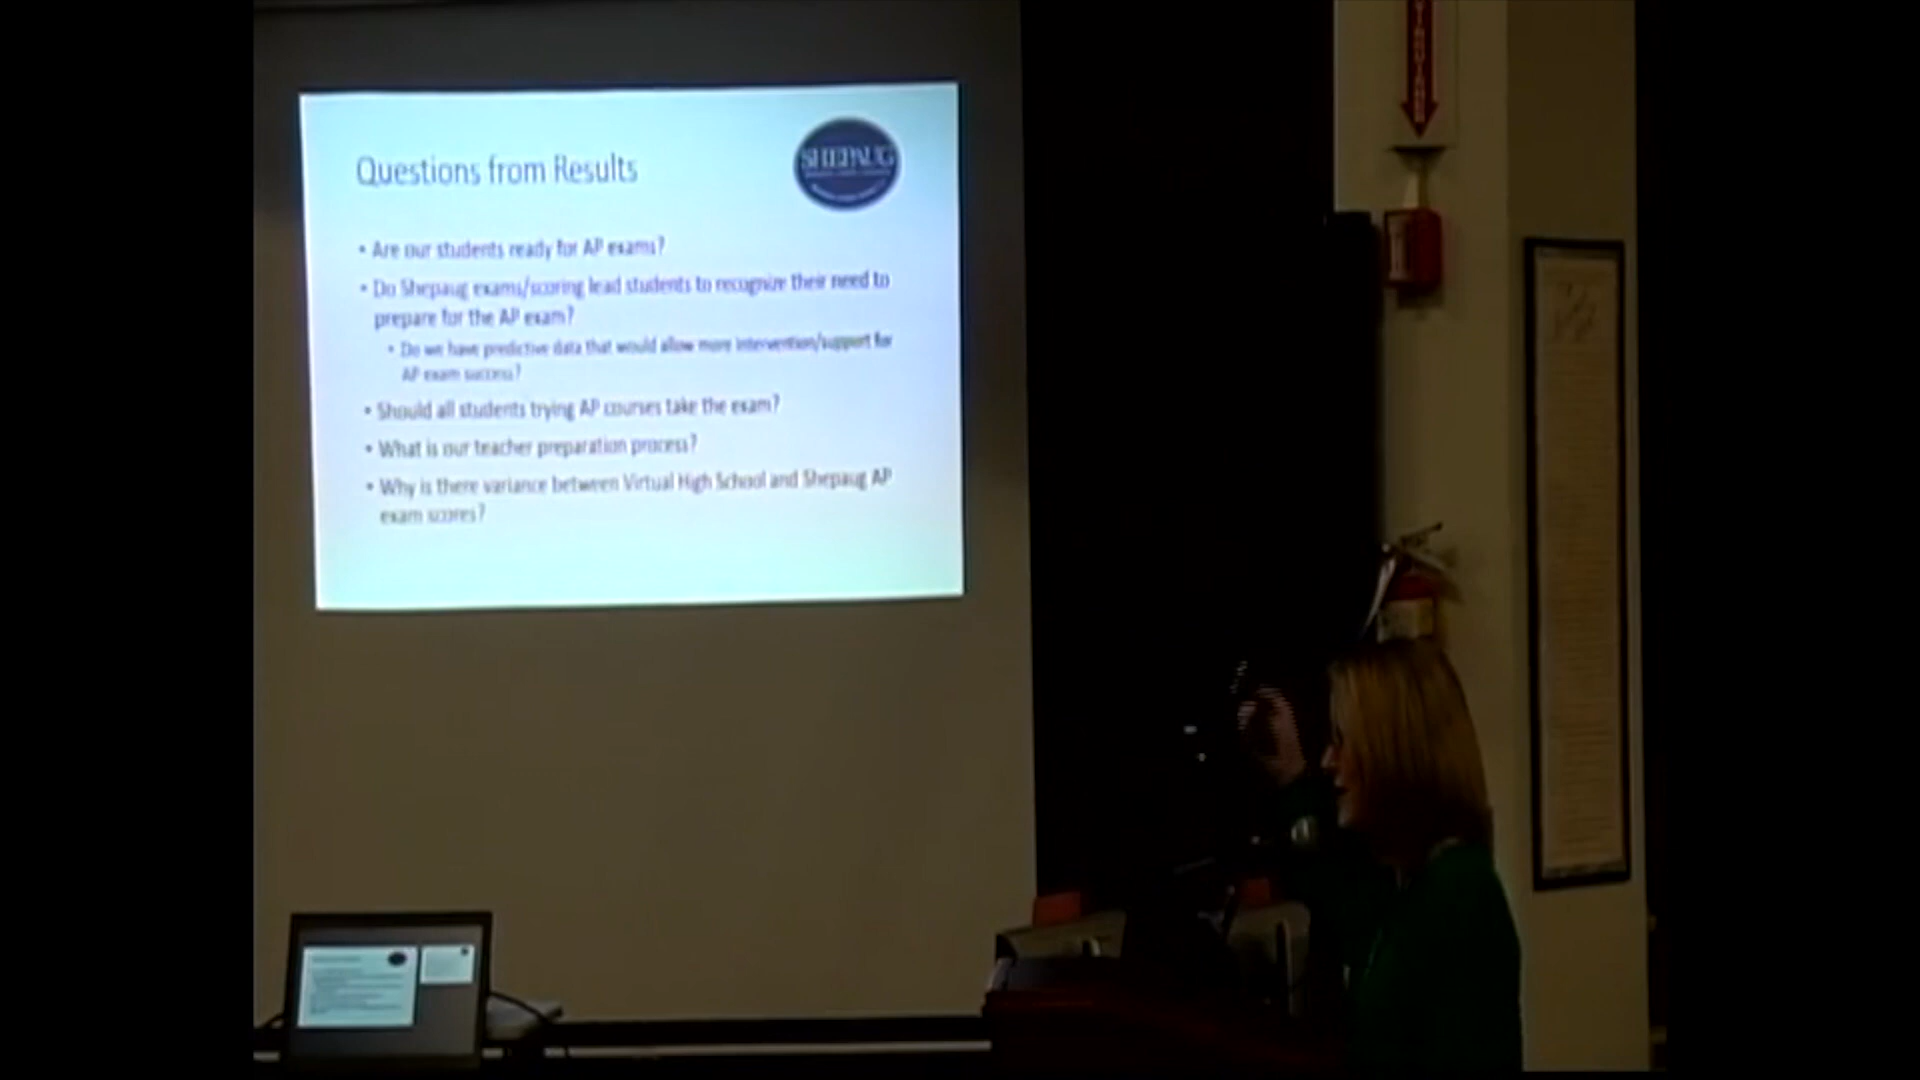 SHEPAUG
Questions from Results
• Are our students ready for AP exams?
• Do Shepaug exams/scoring lead students to recognize their need to
prepare for the AP exam?
• Do we have predictive data that would allow more intervention/support for
AP exam success?
• Should all students trying AP courses take the exam?
• What is our teacher preparation process?
• Why is there variance between Virtual High School and Shepaug AP
exam scores?